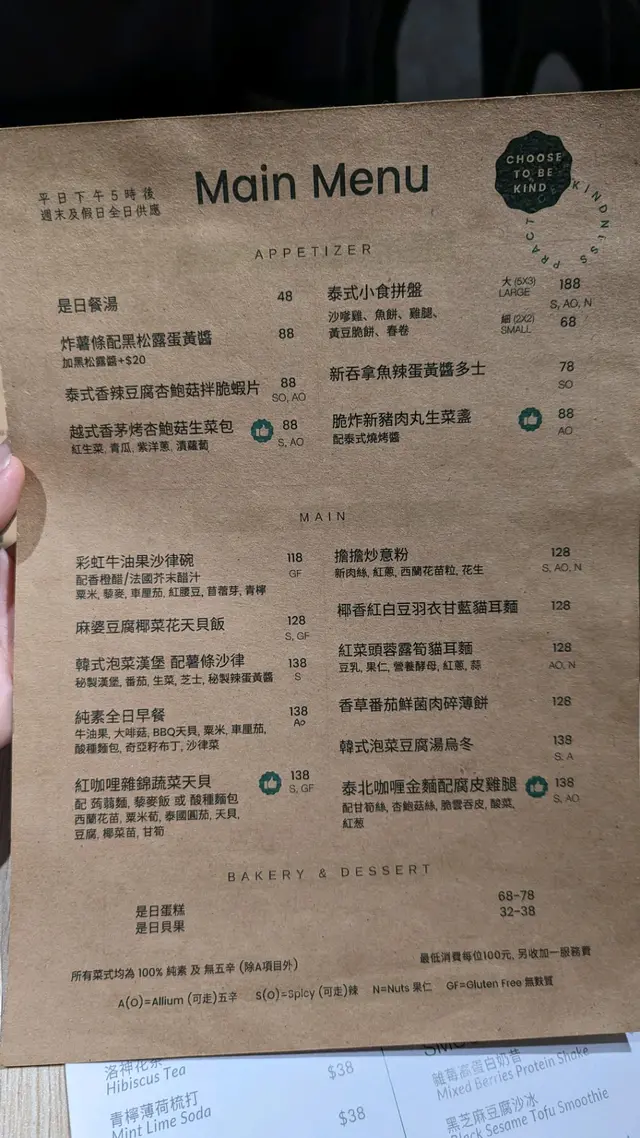 平日下午5時後
週末及假日全日供應
Main Menu
CHOOSE
TO BE
KIND
KINDNESS
APPETIZER
是日餐湯 48
炸薯條配黑松露蛋黃醬 88
加黑松露醬+$20
泰式香辣豆腐杏鮑菇拌脆蝦片 88
SO, AO
越式香茅烤杏鮑菇生菜包 88
紅生菜, 青瓜, 紫洋蔥, 漬蘿蔔 S, AO
泰式小食拼盤 大 (5X3) 188
LARGE S, AO, N
沙嗲雞、魚餅、雞腿、 細 (2X2) 68
黃豆脆餅、春卷 SMALL
新吞拿魚辣蛋黃醬多士 78
SO
脆炸新豬肉丸生菜盞 88
配泰式燒烤醬 AO
MAIN
彩虹牛油果沙律碗 118
配香橙醋/法國芥末醋汁 GF
粟米, 藜麥, 車厘茄, 紅腰豆, 苜蓿芽, 青檸
麻婆豆腐椰菜花天貝飯 128
S, GF
韓式泡菜漢堡 配薯條沙律 138
秘製漢堡, 番茄, 生菜, 芝士, 秘製辣蛋黃醬 S
純素全日早餐 138
牛油果, 大啡菇, BBQ天貝, 粟米, 車厘茄, AO
酸種麵包, 奇亞籽布丁, 沙律菜
紅咖哩雜錦蔬菜天貝 138
配 蒟蒻麵, 藜麥飯 或 酸種麵包 S, GF
西蘭花苗, 粟米荀, 泰國圓茄, 天貝,
豆腐, 椰菜苗, 甘筍
擔擔炒意粉 128
新肉絲, 紅蔥, 西蘭花苗粒, 花生 S, AO, N
椰香紅白豆羽衣甘藍貓耳麵 128
紅菜頭蓉露筍貓耳麵 128
豆乳, 果仁, 營養酵母, 紅蔥, 蒜 AO, N
香草番茄鮮菌肉碎薄餅 128
韓式泡菜豆腐湯烏冬 138
S, A
泰北咖喱金麵配腐皮雞腿 138
配甘筍絲, 杏鮑菇絲, 脆雲吞皮, 酸菜, S, AO
紅葱
BAKERY & DESSERT
是日蛋糕 68-78
是日貝果 32-38
所有菜式均為 100% 純素 及 無五辛 (除A項目外)
最低消費每位100元, 另收加一服務費
A(O)=Allium (可走)五辛 S(O)=Spicy (可走)辣 N=Nuts 果仁 GF=Gluten Free 無麩質
洛神花茶
Hibiscus Tea $38
青檸薄荷梳打
Mint Lime Soda $38
雜莓蛋白奶昔
Mixed Berries Protein Shake
黑芝麻豆腐沙冰
Black Sesame Tofu Smoothie